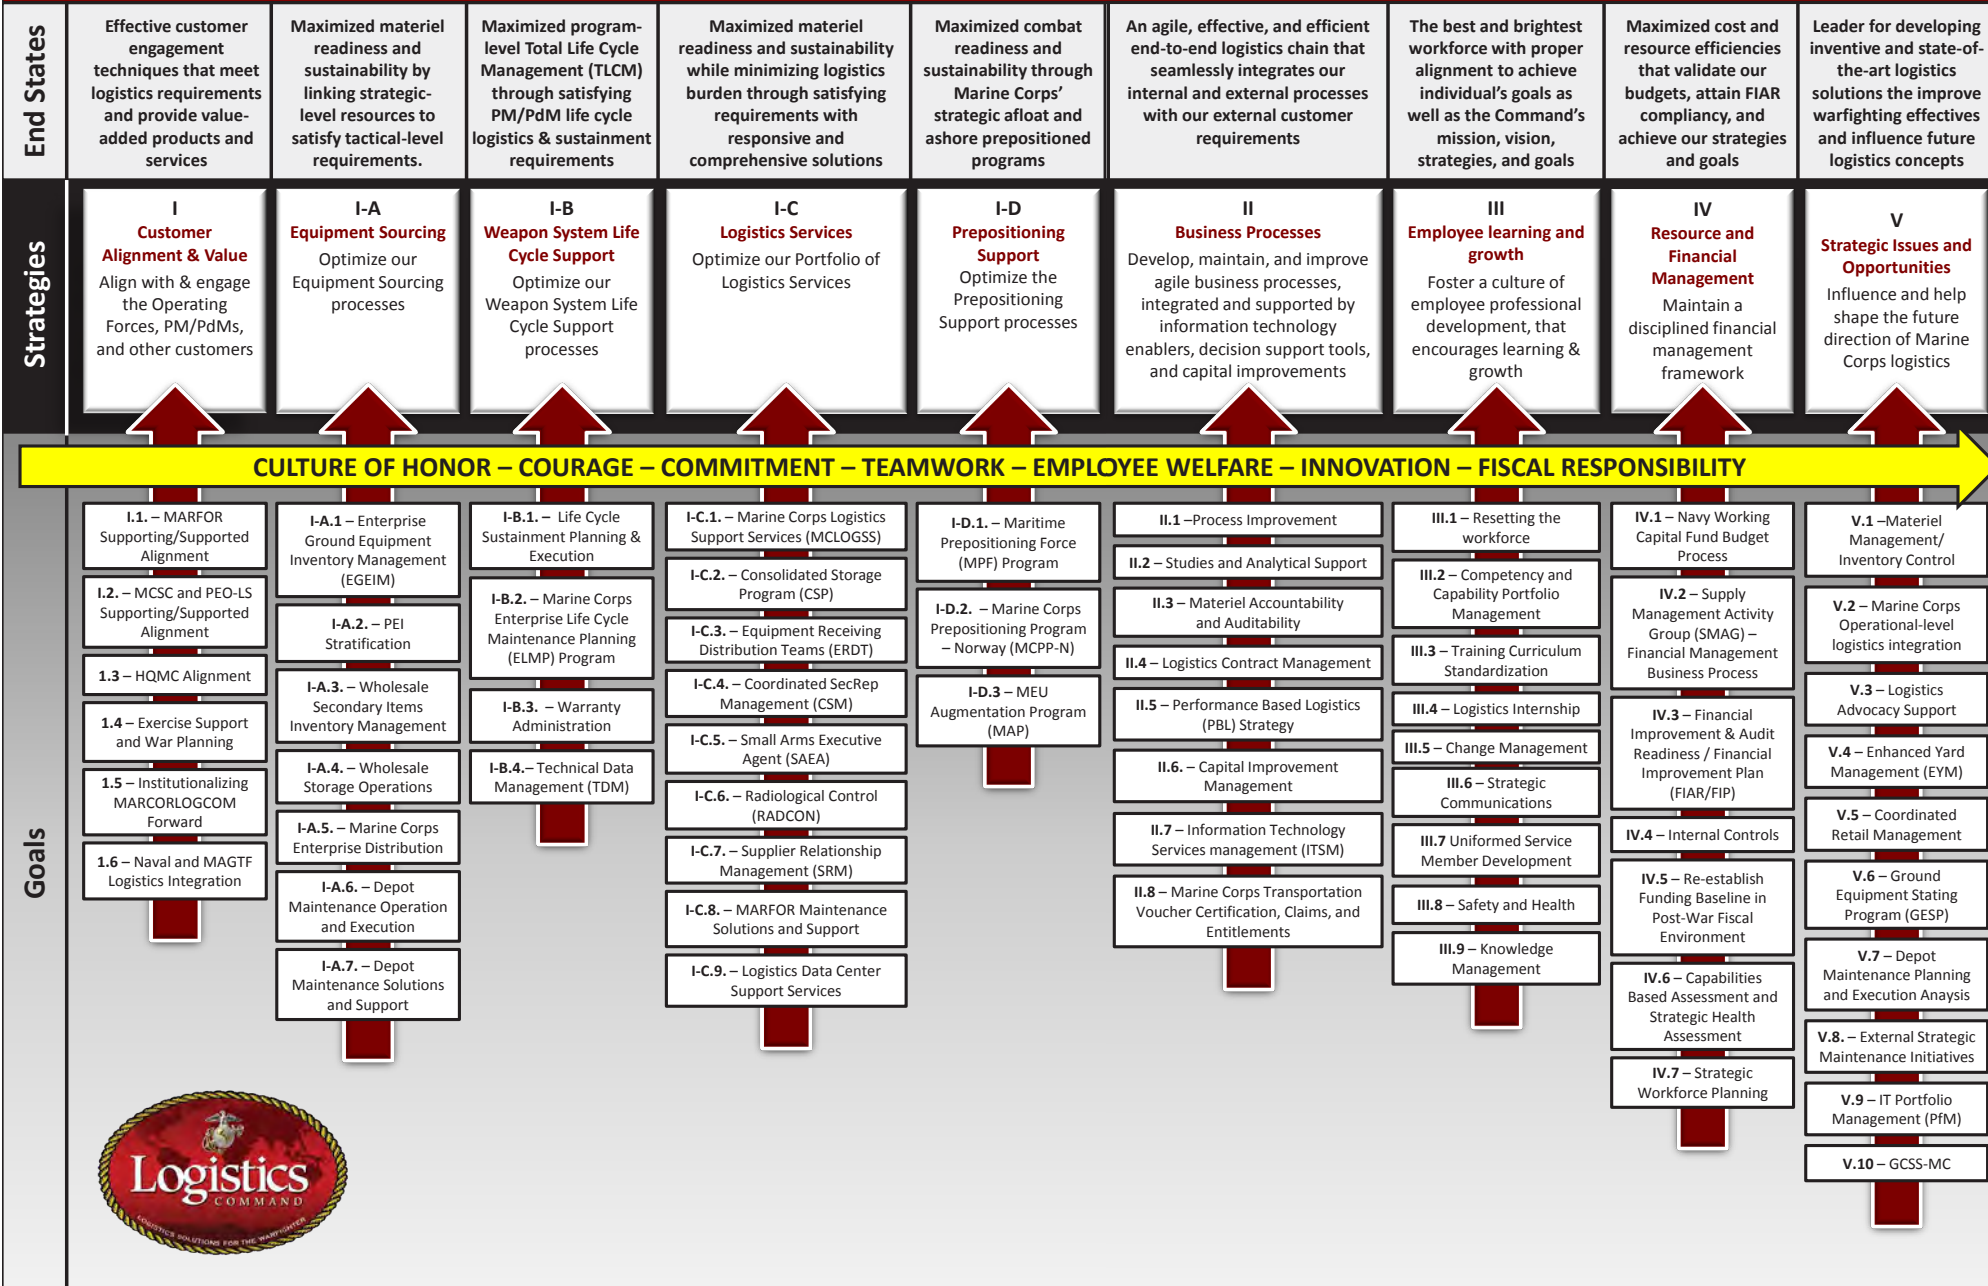 End States
Effective customer
engagement
techniques that meet
logistics requirements
and provide value-
added products and
services
Maximized materiel
readiness and
sustainability by
linking strategic-
level resources to
satisfy tactical-level
requirements.
Maximized program-
level Total Life Cycle
Management (TLCM)
through satisfying
PM/PdM life cycle
logistics & sustainment
requirements
Maximized materiel
readiness and sustainability
while minimizing logistics
burden through satisfying
requirements with
responsive and
comprehensive solutions
Maximized combat
readiness and
sustainability through
Marine Corps’
strategic afloat and
ashore prepositioned
programs
An agile, effective, and efficient
end-to-end logistics chain that
seamlessly integrates our
internal and external processes
with our external customer
requirements
The best and brightest
workforce with proper
alignment to achieve
individual’s goals as
well as the Command’s
mission, vision,
strategies, and goals
Maximized cost and
resource efficiencies
that validate our
budgets, attain FIAR
compliancy, and
achieve our strategies
and goals
Leader for developing
inventive and state-of-
the-art logistics
solutions the improve
warfighting effectives
and influence future
logistics concepts
Strategies
I
Customer
Alignment & Value
Align with & engage
the Operating
Forces, PM/PdMs,
and other customers
I-A
Equipment Sourcing
Optimize our
Equipment Sourcing
processes
I-B
Weapon System Life
Cycle Support
Optimize our
Weapon System Life
Cycle Support
processes
I-C
Logistics Services
Optimize our Portfolio of
Logistics Services
I-D
Prepositioning
Support
Optimize the
Prepositioning
Support processes
II
Business Processes
Develop, maintain, and improve
agile business processes,
integrated and supported by
information technology
enablers, decision support tools,
and capital improvements
III
Employee learning and
growth
Foster a culture of
employee professional
development, that
encourages learning &
growth
IV
Resource and
Financial
Management
Maintain a
disciplined financial
management
framework
V
Strategic Issues and
Opportunities
Influence and help
shape the future
direction of Marine
Corps logistics
CULTURE OF HONOR – COURAGE – COMMITMENT – TEAMWORK – EMPLOYEE WELFARE – INNOVATION – FISCAL RESPONSIBILITY
Goals
I.1. – MARFOR
Supporting/Supported
Alignment
I.2. – MCSC and PEO-LS
Supporting/Supported
Alignment
1.3 – HQMC Alignment
1.4 – Exercise Support
and War Planning
1.5 – Institutionalizing
MARCORLOGCOM
Forward
1.6 – Naval and MAGTF
Logistics Integration
I-A.1 – Enterprise
Ground Equipment
Inventory Management
(EGEIM)
I-A.2. – PEI
Stratification
I-A.3. – Wholesale
Secondary Items
Inventory Management
I-A.4. – Wholesale
Storage Operations
I-A.5. – Marine Corps
Enterprise Distribution
I-A.6. – Depot
Maintenance Operation
and Execution
I-A.7. – Depot
Maintenance Solutions
and Support
I-B.1. – Life Cycle
Sustainment Planning &
Execution
I-B.2. – Marine Corps
Enterprise Life Cycle
Maintenance Planning
(ELMP) Program
I-B.3. – Warranty
Administration
I-B.4.– Technical Data
Management (TDM)
I-C.1. – Marine Corps Logistics
Support Services (MCLOGSS)
I-C.2. – Consolidated Storage
Program (CSP)
I-C.3. – Equipment Receiving
Distribution Teams (ERDT)
I-C.4. – Coordinated SecRep
Management (CSM)
I-C.5. – Small Arms Executive
Agent (SAEA)
I-C.6. – Radiological Control
(RADCON)
I-C.7. – Supplier Relationship
Management (SRM)
I-C.8. – MARFOR Maintenance
Solutions and Support
I-C.9. – Logistics Data Center
Support Services
I-D.1. – Maritime
Prepositioning Force
(MPF) Program
I-D.2. – Marine Corps
Prepositioning Program
– Norway (MCPP-N)
I-D.3 – MEU
Augmentation Program
(MAP)
II.1 –Process Improvement
II.2 – Studies and Analytical Support
II.3 – Materiel Accountability
and Auditability
II.4 – Logistics Contract Management
II.5 – Performance Based Logistics
(PBL) Strategy
II.6. – Capital Improvement
Management
II.7 – Information Technology
Services management (ITSM)
II.8 – Marine Corps Transportation
Voucher Certification, Claims, and
Entitlements
III.1 – Resetting the
workforce
III.2 – Competency and
Capability Portfolio
Management
III.3 – Training Curriculum
Standardization
III.4 – Logistics Internship
III.5 – Change Management
III.6 – Strategic
Communications
III.7 Uniformed Service
Member Development
III.8 – Safety and Health
III.9 – Knowledge
Management
IV.1 – Navy Working
Capital Fund Budget
Process
IV.2 – Supply
Management Activity
Group (SMAG) –
Financial Management
Business Process
IV.3 – Financial
Improvement & Audit
Readiness / Financial
Improvement Plan
(FIAR/FIP)
IV.4 – Internal Controls
IV.5 – Re-establish
Funding Baseline in
Post-War Fiscal
Environment
IV.6 – Capabilities
Based Assessment and
Strategic Health
Assessment
IV.7 – Strategic
Workforce Planning
V.1 –Materiel
Management/
Inventory Control
V.2 – Marine Corps
Operational-level
logistics integration
V.3 – Logistics
Advocacy Support
V.4 – Enhanced Yard
Management (EYM)
V.5 – Coordinated
Retail Management
V.6 – Ground
Equipment Stating
Program (GESP)
V.7 – Depot
Maintenance Planning
and Execution Anaysis
V.8. – External Strategic
Maintenance Initiatives
V.9 – IT Portfolio
Management (PfM)
V.10 – GCSS-MC
Logistics
COMMAND
LOGISTICS SOLUTIONS FOR THE WARFIGHTER